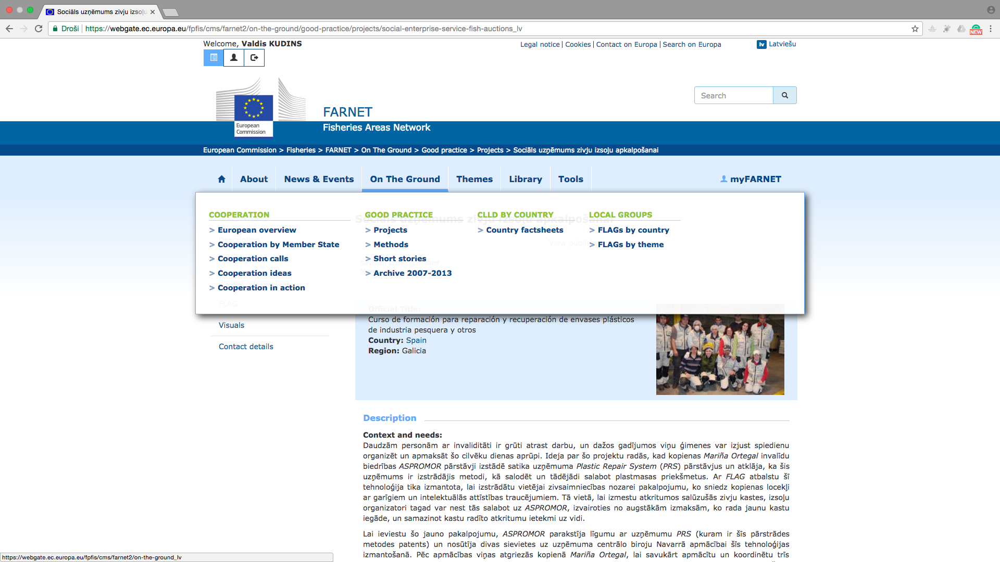 Sociāls uzņēmums zivju izsoļu
Droši
https://webgate.ec.europa.eu/fpfis/cms/farnet2/on-the-ground/good-practice/projects/social-enterprise-service-fish-auctions_lv
NEW
Welcome, Valdis KUDINS
Legal notice | Cookies | Contact on Europa | Search on Europa
lv Latviešu
Search
European
Commission
FARNET
Fisheries Areas Network
European Commission > Fisheries > FARNET > On The Ground > Good practice > Projects > Sociāls uzņēmums zivju izsoļu apkalpošanai
About
News & Events
On The Ground
Themes
Library
Tools
myFARNET
Sociāls uzņēmums zivju izsoļu apkalpošanai
COOPERATION
> European overview
> Cooperation by Member State
> Cooperation calls
> Cooperation ideas
> Cooperation in action
GOOD PRACTICE
> Projects
> Methods
> Short stories
> Archive 2007-2013
CLLD BY COUNTRY
> Country factsheets
LOCAL GROUPS
> FLAGs by country
> FLAGs by theme
FLAG
Visuals
Contact details
Official Title:
Curso de formación para reparación y recuperación de envases plásticos
de industria pesquera y otros
Country: Spain
Region: Galicia
Description
Context and needs:
Daudzām personām ar invaliditāti ir grūti atrast darbu, un dažos gadījumos viņu ģimenes var izjust spiedienu
organizēt un apmaksāt šo cilvēku dienas aprūpi. Ideja par šo projektu radās, kad kopienas Mariña Ortegal invalīdu
biedrības ASPROMOR pārstāvji izstādē satika uzņēmuma Plastic Repair System (PRS) pārstāvjus un atklāja, ka šis
uzņēmums ir izstrādājis metodi, kā salodēt un tādējādi salabot plastmasas priekšmetus. Ar FLAG atbalstu šī
tehnoloģija tika izmantota, lai izstrādātu vietējai zivsaimniecības nozarei pakalpojumu, ko sniedz kopienas locekļi
ar garīgiem un intelektuālās attīstības traucējumiem. Tā vietā, lai izmestu atkritumos salūzušās zivju kastes, izsoļu
organizatori tagad var nest tās salabot uz ASPROMOR, izvairoties no augstākām izmaksām, ko rada jaunu kastu
iegāde, un samazinot kastu radīto atkritumu ietekmi uz vidi.
Lai ieviestu šo jauno pakalpojumu, ASPROMOR parakstīja līgumu ar uzņēmumu PRS (kuram ir šīs pārstrādes
metodes patents) un nosūtīja divas sievietes uz uzņēmuma centrālo biroju Navarrā apmācībai šīs tehnoloģijas
izmantošanā. Pēc apmācības viņas atgriezās kopienā Mariña Ortegal, lai savukārt apmācītu un koordinētu trīs
https://webgate.ec.europa.eu/fpfis/cms/farnet2/on-the-ground_lv